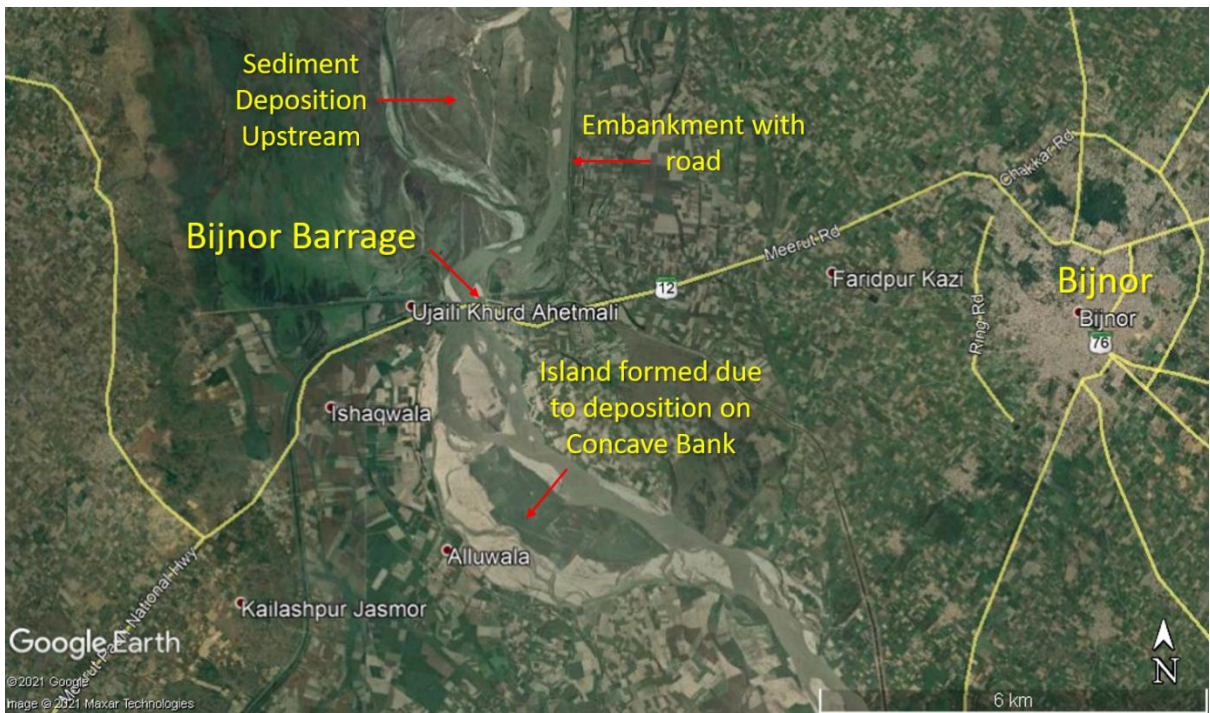 Sediment
Deposition
Upstream
Embankment with
road
Chakkar Rd
Bijnor Barrage
Meerut Rd
Faridpur Kazi
Bijnor
12
Ujaili Khurd Ahetmali
Bijnor
Ring Rd
76
Island formed due
to deposition on
Concave Bank
Ishaqwala
Alluwala
Kailashpur Jasmor
National Hwy
Google Earth
©2021 Google
Image © 2021 Maxar Technologies
N
6 km